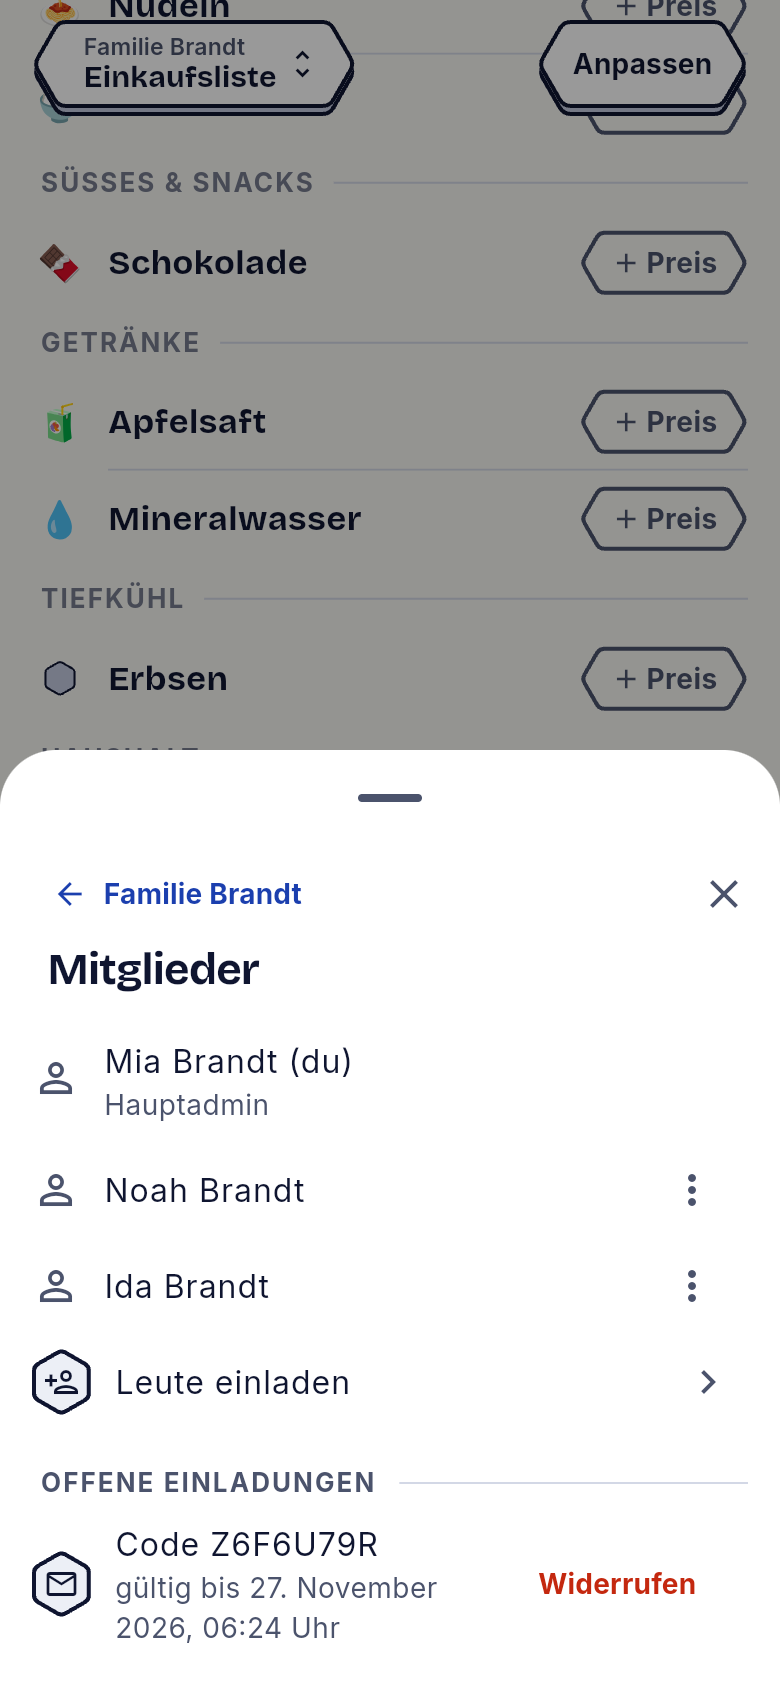 Nudeln
+ Preis
Familie Brandt
Einkaufsliste
Anpassen
SÜSSES & SNACKS
Schokolade
+ Preis
GETRÄNKE
Apfelsaft
+ Preis
Mineralwasser
+ Preis
TIEFKÜHL
Erbsen
+ Preis
HAUSHALT
Familie Brandt
Mitglieder
Mia Brandt (du)
Hauptadmin
Noah Brandt
Ida Brandt
Leute einladen
OFFENE EINLADUNGEN
Code Z6F6U79R
gültig bis 27. November
2026, 06:24 Uhr
Widerrufen